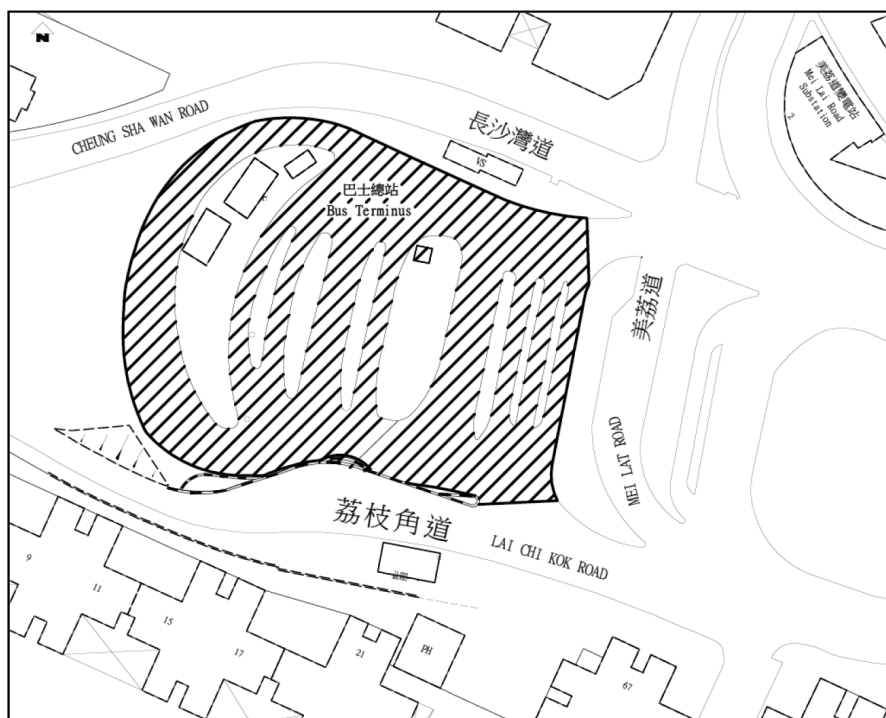 N
CHEUNG SHA WAN ROAD
長沙灣道
VS
美荔道變電站
Mei Lai Road
Substation
2
巴士總站
Bus Terminus
美荔道
MEI LAI ROAD
荔枝角道
LAI CHI KOK ROAD
9
11
15
17
21
PH
67